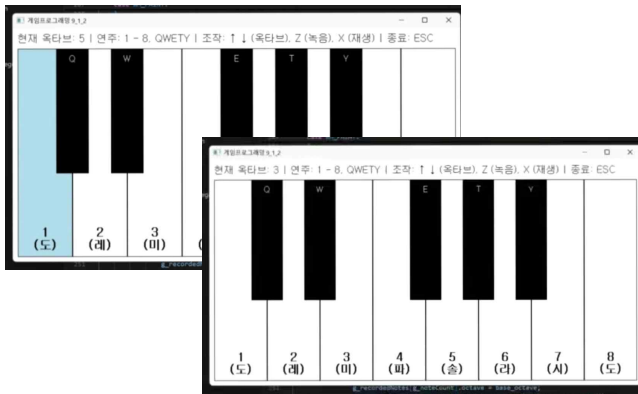 게임프로그래밍 9_1_2
현재 옥타브: 5 | 연주: 1 - 8, QWETY | 조작: ↑ ↓ (옥타브), Z (녹음), X (재생) | 종료: ESC
Q W E T Y
1 2 3
(도) (레) (미)
게임프로그래밍 9_1_2
현재 옥타브: 3 | 연주: 1 - 8, QWETY | 조작: ↑ ↓ (옥타브), Z (녹음), X (재생) | 종료: ESC
Q W E T Y
1 2 3 4 5 6 7 8
(도) (레) (미) (파) (솔) (라) (시) (도)
g_recordedNotes[g_noteCount].octave = base_octave;